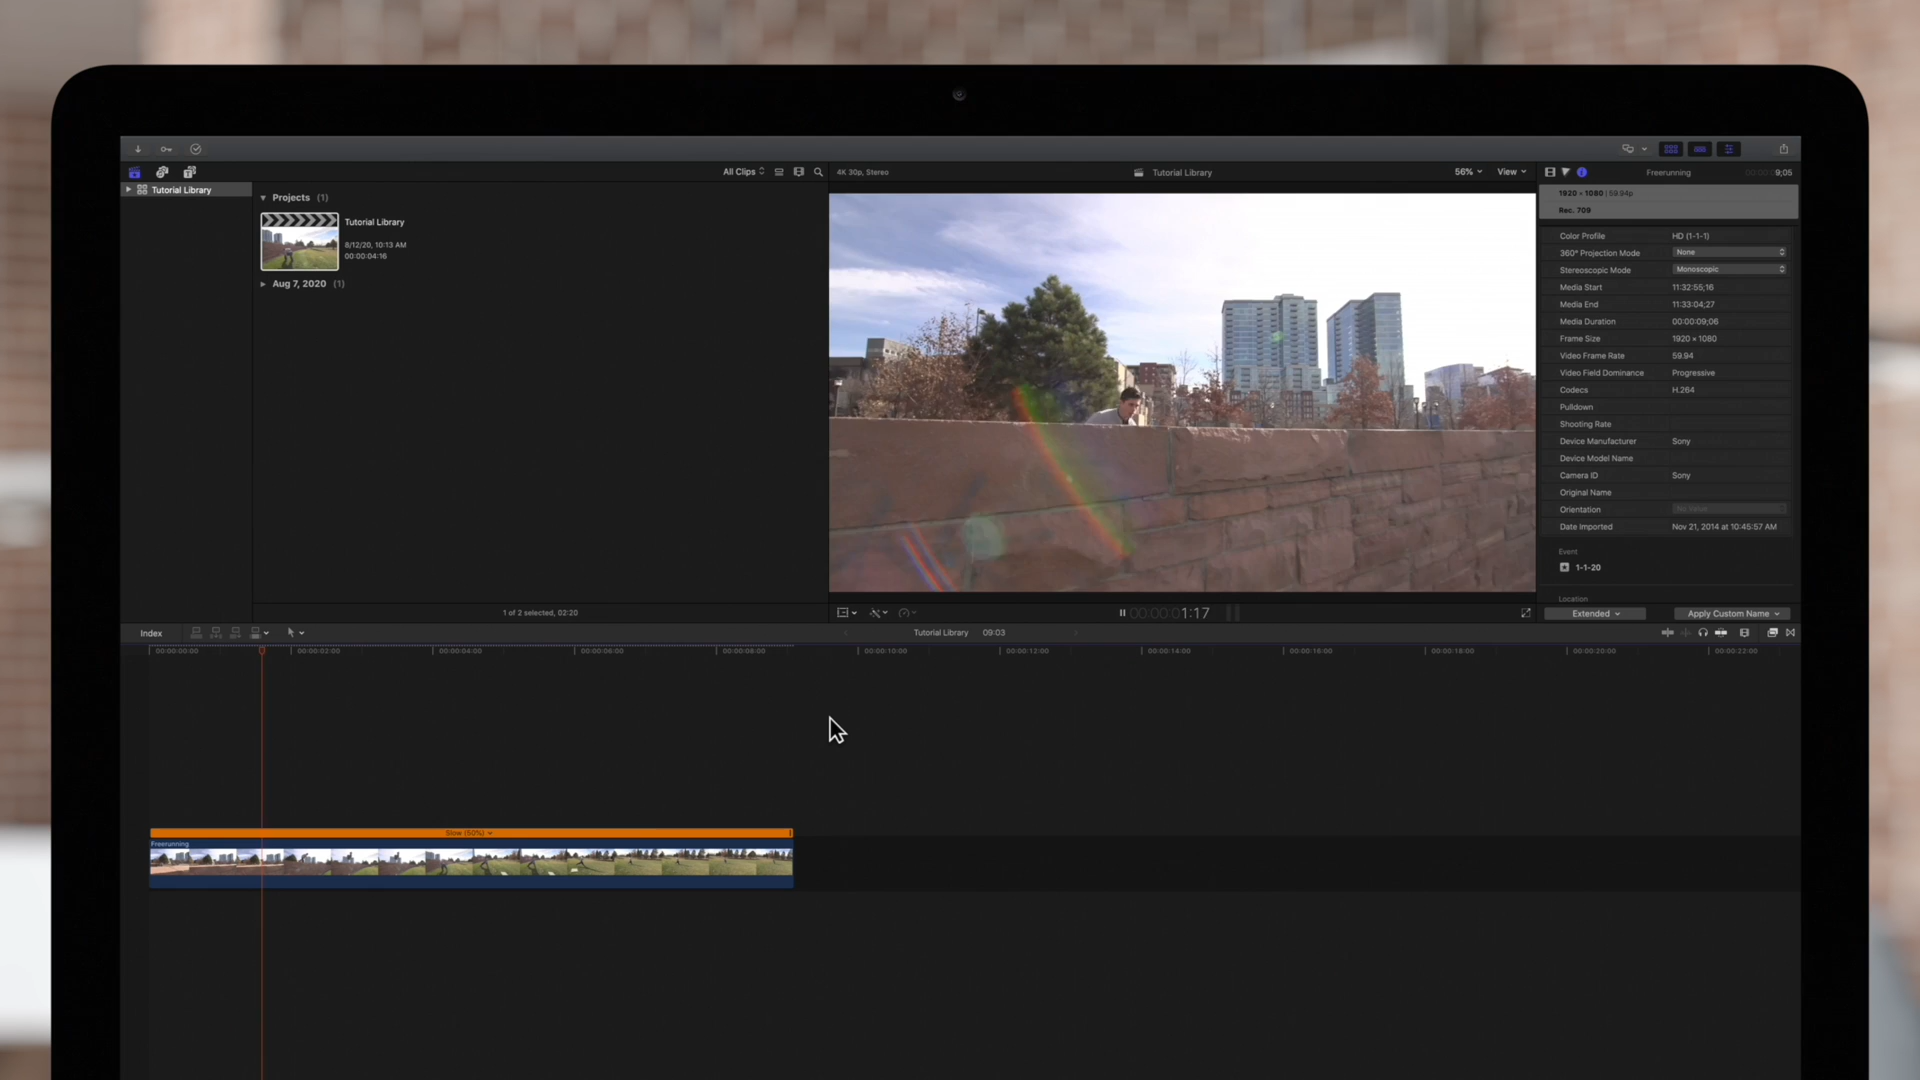 All Clips
4K 30p, Stereo
Tutorial Library
56%
View
Freerunning
9;05
Tutorial Library
Projects (1)
Tutorial Library
8/12/20, 10:13 AM
00:00:04:16
Aug 7, 2020 (1)
1920 × 1080 | 59.94p
Rec. 709
Color Profile HD (1-1-1)
360° Projection Mode None
Stereoscopic Mode Monoscopic
Media Start 11:32:55;16
Media End 11:33:04;27
Media Duration 00:00:09;06
Frame Size 1920 × 1080
Video Frame Rate 59.94
Video Field Dominance Progressive
Codecs H.264
Pulldown
Shooting Rate
Device Manufacturer Sony
Device Model Name
Camera ID Sony
Original Name
Orientation No Value
Date Imported Nov 21, 2014 at 10:45:57 AM
Event
1-1-20
Location
1 of 2 selected, 02:20
00:00:01:17
Extended
Apply Custom Name
Index
Tutorial Library 09:03
00:00:00:00 00:00:02:00 00:00:04:00 00:00:06:00 00:00:08:00 00:00:10:00 00:00:12:00 00:00:14:00 00:00:16:00 00:00:18:00 00:00:20:00 00:00:22:00
Slow (50%)
Freerunning